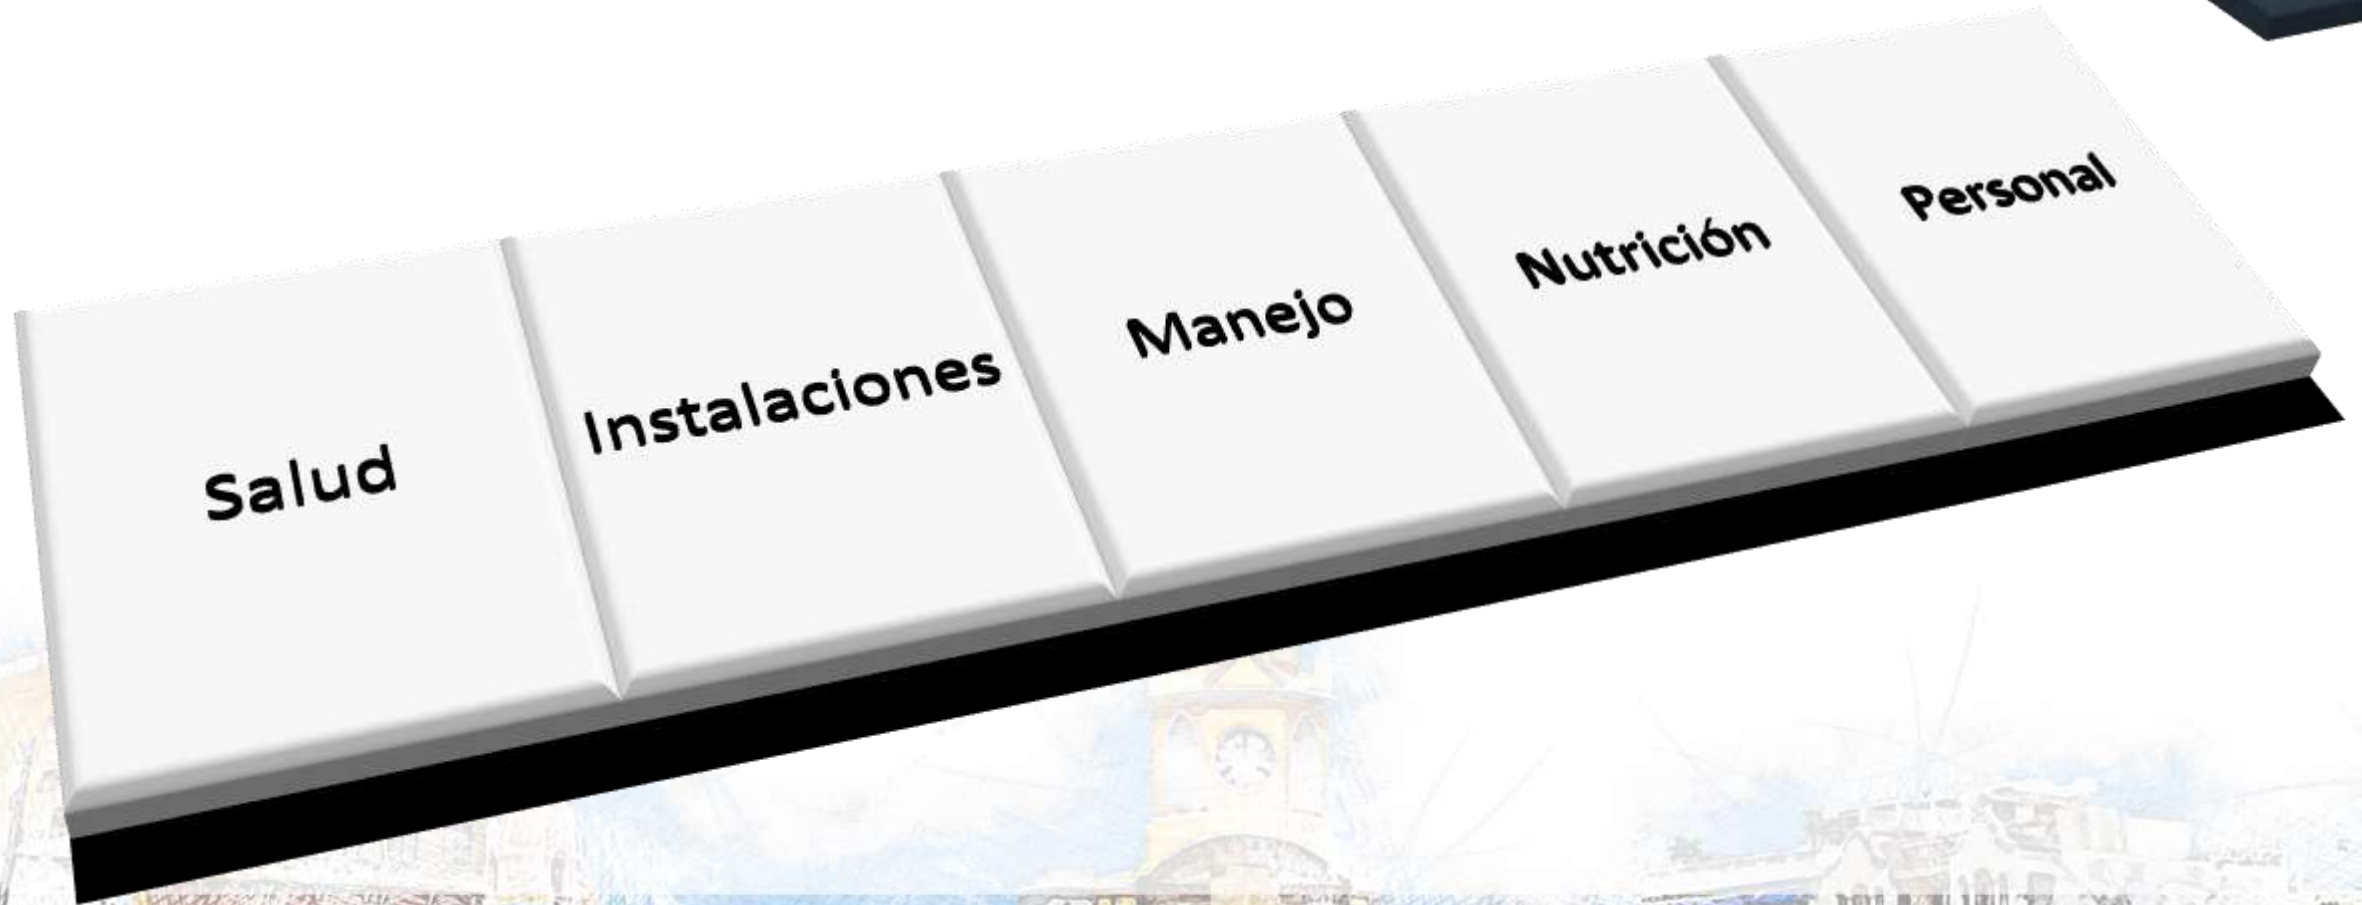 Salud
Instalaciones
Manejo
Nutrición
Personal